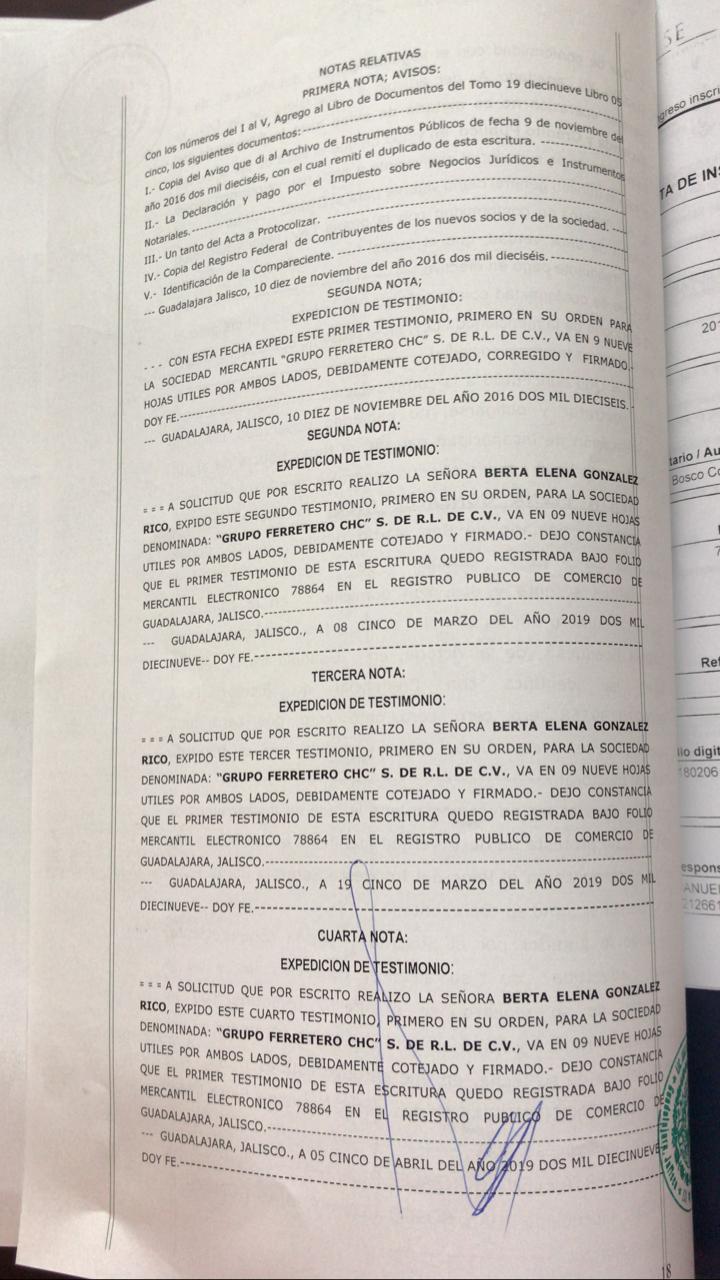 NOTAS RELATIVAS
PRIMERA NOTA; AVISOS:
Con los números del I al V, Agrego al Libro de Documentos del Tomo 19 diecinueve Libro 05
cinco, los siguientes documentos:------------------------------
I.- Copia del Aviso que di al Archivo de Instrumentos Públicos de fecha 9 de noviembre del
año 2016 dos mil dieciséis, con el cual remití el duplicado de esta escritura. ------------
II.- La Declaración y pago por el Impuesto sobre Negocios Jurídicos e Instrumentos
Notariales.------------------------------
III.- Un tanto del Acta a Protocolizar. ------------------------------
IV.- Copia del Registro Federal de Contribuyentes de los nuevos socios y de la sociedad. ---
V.- Identificación de la Compareciente. ------------------------------
--- Guadalajara Jalisco, 10 diez de noviembre del año 2016 dos mil dieciséis. ------------
SEGUNDA NOTA;
EXPEDICION DE TESTIMONIO:
- - - CON ESTA FECHA EXPEDI ESTE PRIMER TESTIMONIO, PRIMERO EN SU ORDEN PARA
LA SOCIEDAD MERCANTIL "GRUPO FERRETERO CHC" S. DE R.L. DE C.V., VA EN 9 NUEVE
HOJAS UTILES POR AMBOS LADOS, DEBIDAMENTE COTEJADO, CORREGIDO Y FIRMADO.
DOY FE.------------------------------
--- GUADALAJARA, JALISCO, 10 DIEZ DE NOVIEMBRE DEL AÑO 2016 DOS MIL DIECISEIS.
SEGUNDA NOTA:
EXPEDICION DE TESTIMONIO:
= = = A SOLICITUD QUE POR ESCRITO REALIZO LA SEÑORA BERTA ELENA GONZALEZ
RICO, EXPIDO ESTE SEGUNDO TESTIMONIO, PRIMERO EN SU ORDEN, PARA LA SOCIEDAD
DENOMINADA: "GRUPO FERRETERO CHC" S. DE R.L. DE C.V., VA EN 09 NUEVE HOJAS
UTILES POR AMBOS LADOS, DEBIDAMENTE COTEJADO Y FIRMADO.- DEJO CONSTANCIA
QUE EL PRIMER TESTIMONIO DE ESTA ESCRITURA QUEDO REGISTRADA BAJO FOLIO
MERCANTIL ELECTRONICO 78864 EN EL REGISTRO PUBLICO DE COMERCIO DE
GUADALAJARA, JALISCO.------------------------------
--- GUADALAJARA, JALISCO., A 08 CINCO DE MARZO DEL AÑO 2019 DOS MIL
DIECINUEVE-- DOY FE.------------------------------
TERCERA NOTA:
EXPEDICION DE TESTIMONIO:
= = = A SOLICITUD QUE POR ESCRITO REALIZO LA SEÑORA BERTA ELENA GONZALEZ
RICO, EXPIDO ESTE TERCER TESTIMONIO, PRIMERO EN SU ORDEN, PARA LA SOCIEDAD
DENOMINADA: "GRUPO FERRETERO CHC" S. DE R.L. DE C.V., VA EN 09 NUEVE HOJAS
UTILES POR AMBOS LADOS, DEBIDAMENTE COTEJADO Y FIRMADO.- DEJO CONSTANCIA
QUE EL PRIMER TESTIMONIO DE ESTA ESCRITURA QUEDO REGISTRADA BAJO FOLIO
MERCANTIL ELECTRONICO 78864 EN EL REGISTRO PUBLICO DE COMERCIO DE
GUADALAJARA, JALISCO.------------------------------
--- GUADALAJARA, JALISCO., A 19 CINCO DE MARZO DEL AÑO 2019 DOS MIL
DIECINUEVE-- DOY FE.------------------------------
CUARTA NOTA:
EXPEDICION DE TESTIMONIO:
= = = A SOLICITUD QUE POR ESCRITO REALIZO LA SEÑORA BERTA ELENA GONZALEZ
RICO, EXPIDO ESTE CUARTO TESTIMONIO, PRIMERO EN SU ORDEN, PARA LA SOCIEDAD
DENOMINADA: "GRUPO FERRETERO CHC" S. DE R.L. DE C.V., VA EN 09 NUEVE HOJAS
UTILES POR AMBOS LADOS, DEBIDAMENTE COTEJADO Y FIRMADO.- DEJO CONSTANCIA
QUE EL PRIMER TESTIMONIO DE ESTA ESCRITURA QUEDO REGISTRADA BAJO FOLIO
MERCANTIL ELECTRONICO 78864 EN EL REGISTRO PUBLICO DE COMERCIO DE
GUADALAJARA, JALISCO.------------------------------
--- GUADALAJARA, JALISCO., A 05 CINCO DE ABRIL DEL AÑO 2019 DOS MIL DIECINUEVE
DOY FE.------------------------------
18
SE
greso inscri
TA DE INS
201
tario / Au
Bosco Co
7
Ref
lio digit
180206
espons
ANUEL
212661